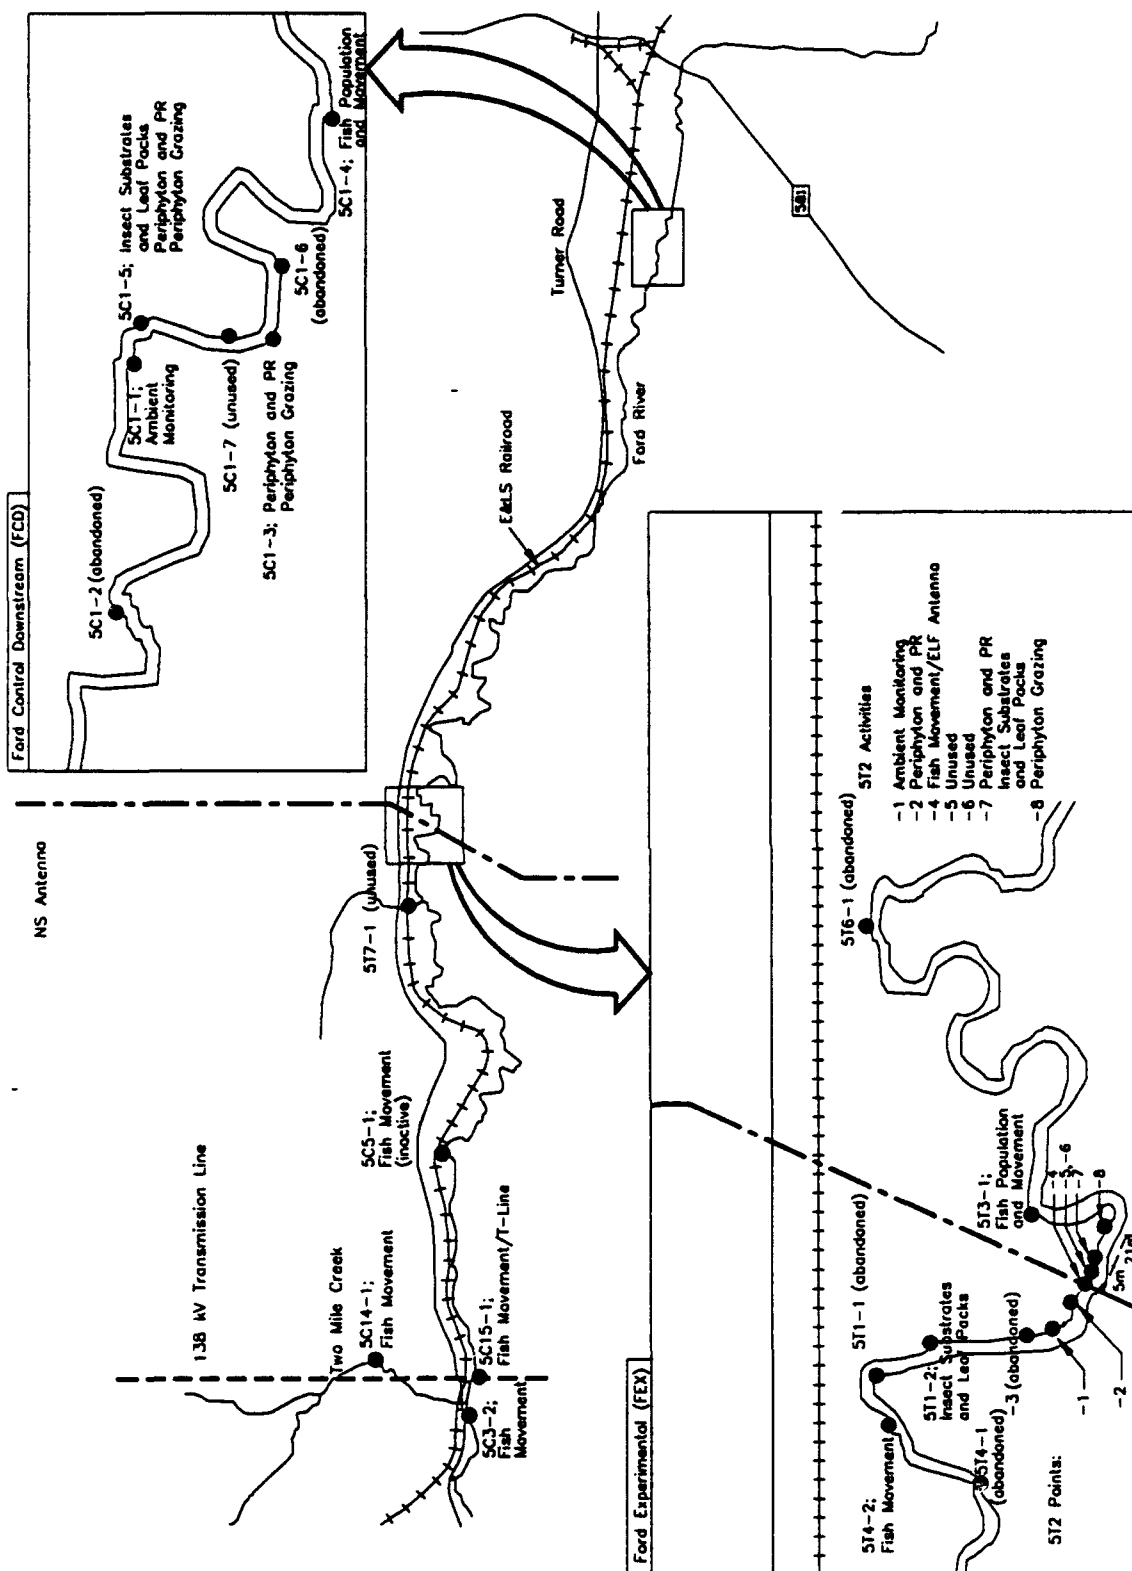 Ford Control Downstream (FCD)
5C1-2 (abandoned)
5C1-1;
Ambient
Monitoring
5C1-5; Insect Substrates
and Leaf Packs
Periphyton and PR
Periphyton Grazing
5C1-7 (unused)
5C1-3; Periphyton and PR
Periphyton Grazing
5C1-6
(abandoned)
5C1-4; Fish Population
and Movement
NS Antenna
138 kV Transmission Line
Two Mile Creek
5C14-1;
Fish Movement
5C3-2;
Fish
Movement
5C15-1;
Fish Movement/T-Line
5C5-1;
Fish Movement
(inactive)
5T7-1 (unused)
E&LS Railroad
Turner Road
Ford River
581
Ford Experimental (FEX)
5T4-2;
Fish Movement
5T4-1
(abandoned)
5T1-1 (abandoned)
5T1-2;
Insect Substrates
and Leaf Packs
-3 (abandoned)
-1
-2
5T2 Points:
5T3-1;
Fish Population
and Movement
-4
-5,-6
-7
-8
5m
21m
5T6-1 (abandoned)
5T2 Activities
-1 Ambient Monitoring
-2 Periphyton and PR
-4 Fish Movement/ELF Antenna
-5 Unused
-6 Unused
-7 Periphyton and PR
Insect Substrates
and Leaf Packs
-8 Periphyton Grazing